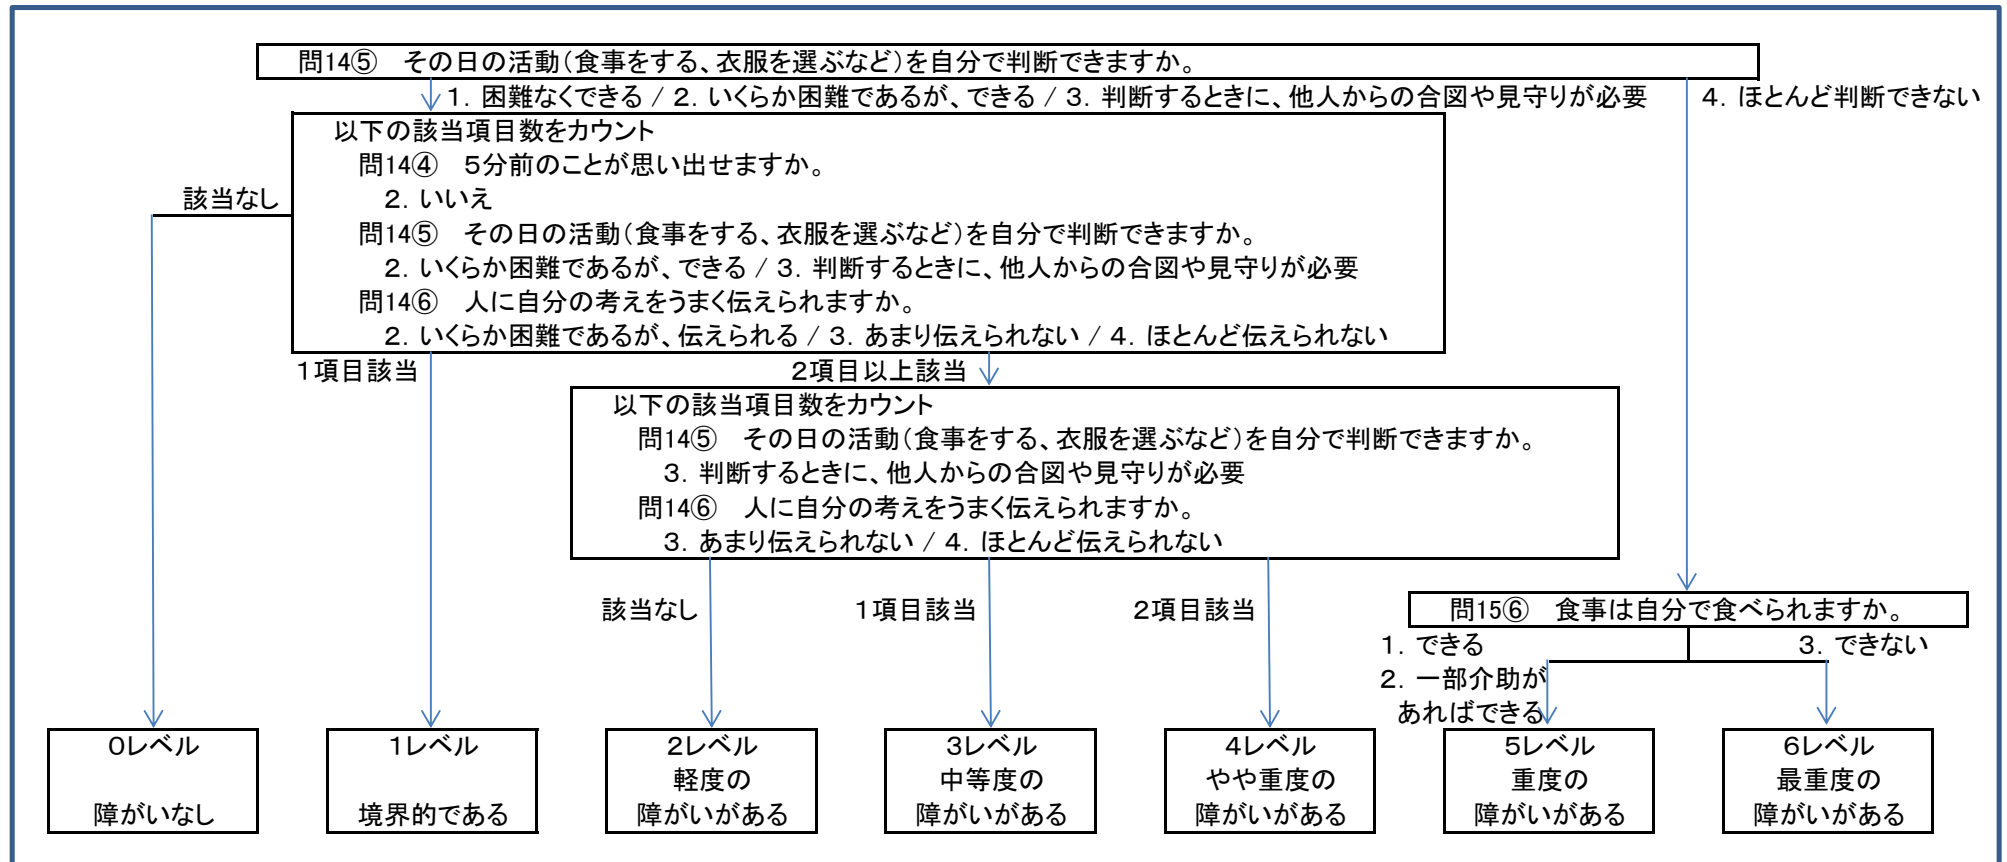 問14⑤　その日の活動（食事をする、衣服を選ぶなど）を自分で判断できますか。
1．困難なくできる / 2．いくらか困難であるが、できる / 3．判断するときに、他人からの合図や見守りが必要
4．ほとんど判断できない
以下の該当項目数をカウント
問14④　5分前のことが思い出せますか。
2．いいえ
問14⑤　その日の活動（食事をする、衣服を選ぶなど）を自分で判断できますか。
2．いくらか困難であるが、できる / 3．判断するときに、他人からの合図や見守りが必要
問14⑥　人に自分の考えをうまく伝えられますか。
2．いくらか困難であるが、伝えられる / 3．あまり伝えられない / 4．ほとんど伝えられない
該当なし
1項目該当
2項目以上該当
以下の該当項目数をカウント
問14⑤　その日の活動（食事をする、衣服を選ぶなど）を自分で判断できますか。
3．判断するときに、他人からの合図や見守りが必要
問14⑥　人に自分の考えをうまく伝えられますか。
3．あまり伝えられない / 4．ほとんど伝えられない
該当なし
1項目該当
2項目該当
問15⑥　食事は自分で食べられますか。
1．できる
2．一部介助が
あればできる
3．できない
0レベル
障がいなし
1レベル
境界的である
2レベル
軽度の
障がいがある
3レベル
中等度の
障がいがある
4レベル
やや重度の
障がいがある
5レベル
重度の
障がいがある
6レベル
最重度の
障がいがある